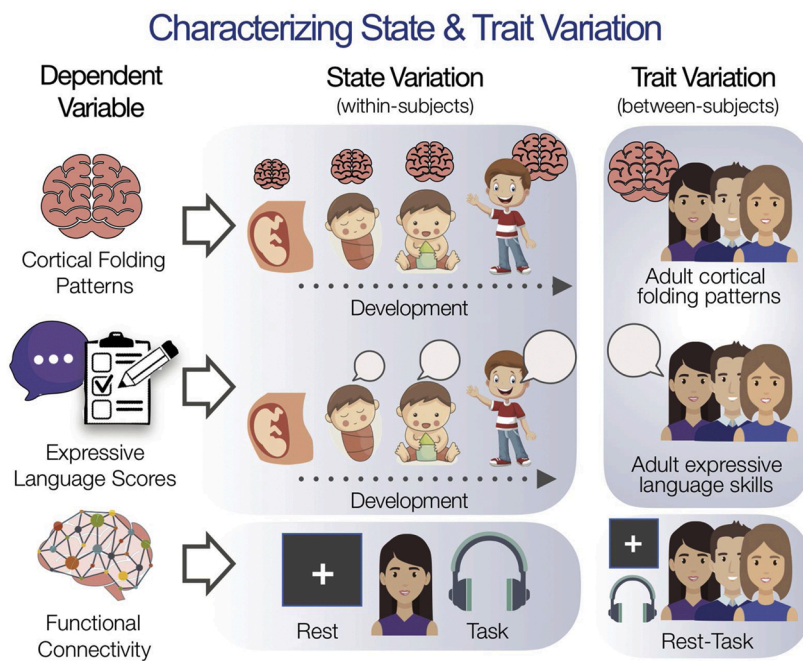 Characterizing State & Trait Variation
Dependent
Variable
State Variation
(within-subjects)
Trait Variation
(between-subjects)
Cortical Folding
Patterns
Development
Adult cortical
folding patterns
Expressive
Language Scores
Development
Adult expressive
language skills
Functional
Connectivity
Rest
Task
Rest-Task